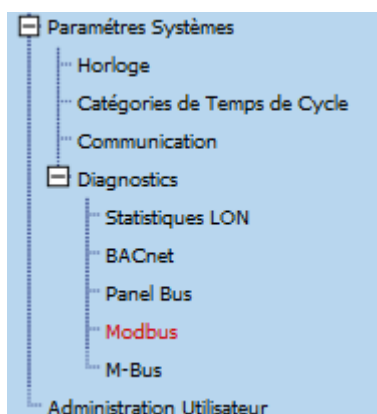 Paramétres Systèmes
Horloge
Catégories de Temps de Cycle
Communication
Diagnostics
Statistiques LON
BACnet
Panel Bus
Modbus
M-Bus
Administration Utilisateur